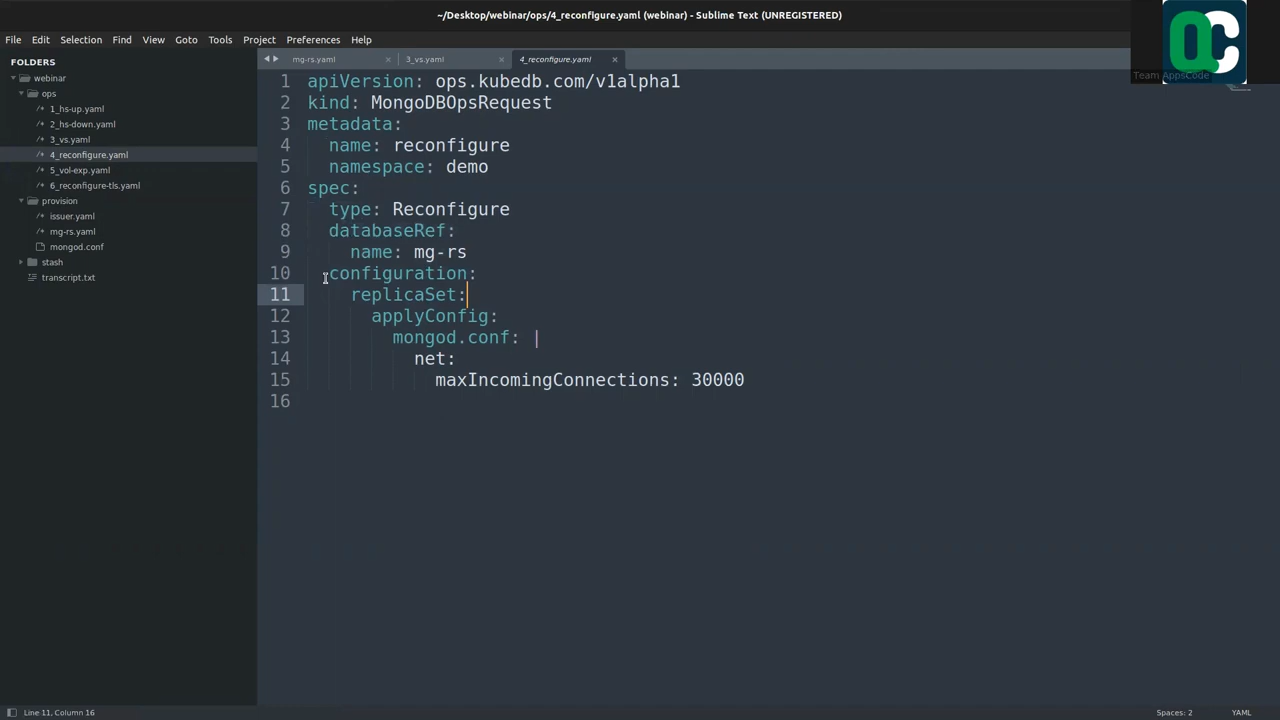 ~/Desktop/webinar/ops/4_reconfigure.yaml (webinar) - Sublime Text (UNREGISTERED)
File Edit Selection Find View Goto Tools Project Preferences Help
Team AppsCode
FOLDERS
webinar
ops
/* 1_hs-up.yaml
/* 2_hs-down.yaml
/* 3_vs.yaml
/* 4_reconfigure.yaml
/* 5_vol-exp.yaml
/* 6_reconfigure-tls.yaml
provision
/* issuer.yaml
/* mg-rs.yaml
mongod.conf
stash
transcript.txt
mg-rs.yaml × 3_vs.yaml × 4_reconfigure.yaml ×
1 apiVersion: ops.kubedb.com/v1alpha1
2 kind: MongoDBOpsRequest
3 metadata:
4   name: reconfigure
5   namespace: demo
6 spec:
7   type: Reconfigure
8   databaseRef:
9     name: mg-rs
10   configuration:
11     replicaSet:
12       applyConfig:
13         mongod.conf: |
14           net:
15             maxIncomingConnections: 30000
16
Line 11, Column 16
Spaces: 2 YAML